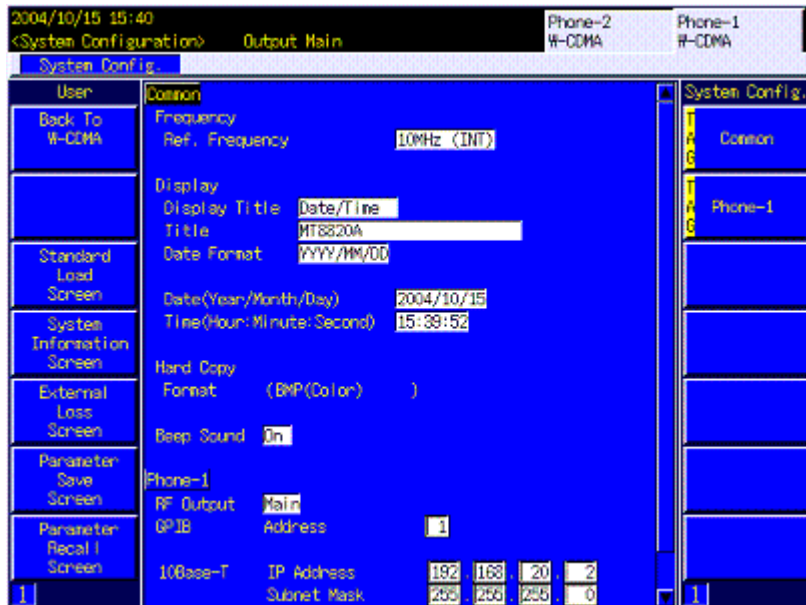 2004/10/15 15:40
<System Configuration> Output Main
Phone-2
W-CDMA
Phone-1
W-CDMA
System Config.
User
Back To
W-CDMA
Standard
Load
Screen
System
Information
Screen
External
Loss
Screen
Parameter
Save
Screen
Parameter
Recall
Screen
1
Common
Frequency
Ref. Frequency 10MHz (INT)
Display
Display Title Date/Time
Title MT8820A
Date Format YYYY/MM/DD
Date(Year/Month/Day) 2004/10/15
Time(Hour:Minute:Second) 15:39:52
Hard Copy
Format (BMP(Color) )
Beep Sound On
Phone-1
RF Output Main
GPIB Address 1
10Base-T IP Address 192 . 168 . 20 . 2
Subnet Mask 255 . 255 . 255 . 0
System Config.
TAG Common
TAG Phone-1
1